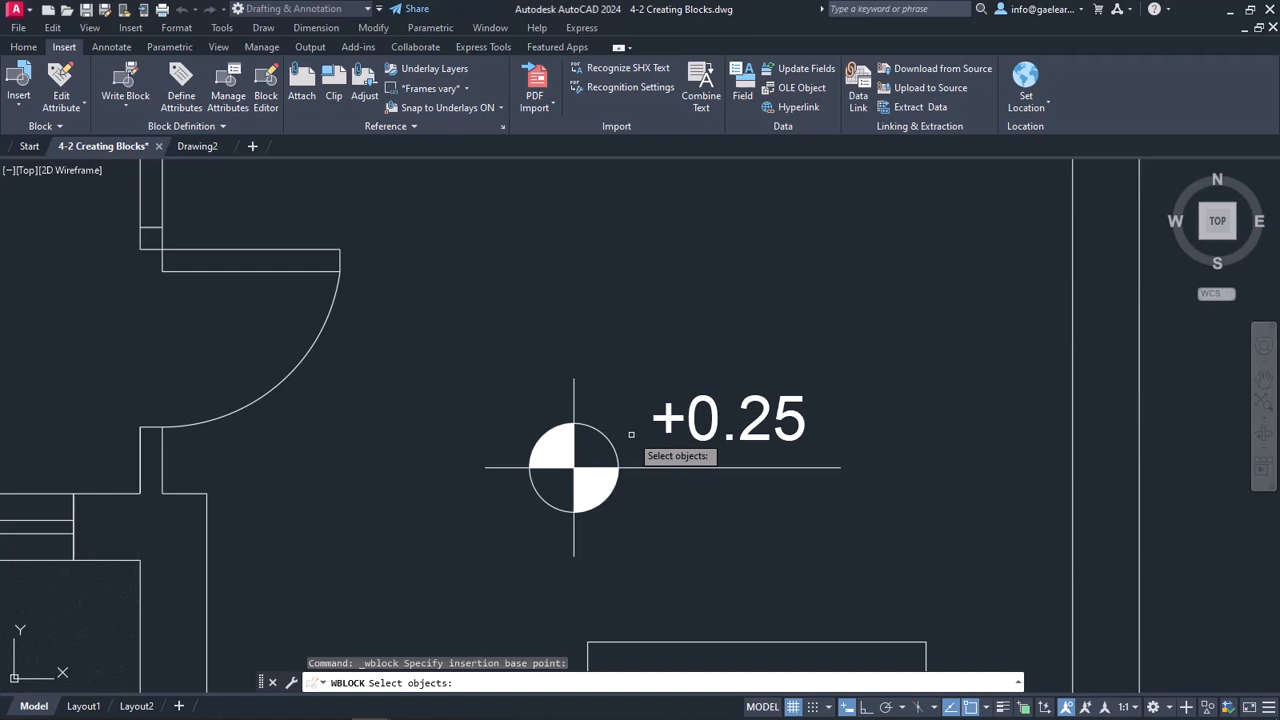 Drafting & Annotation
Share
Autodesk AutoCAD 2024 4-2 Creating Blocks.dwg
Type a keyword or phrase
info@gaelear...
File Edit View Insert Format Tools Draw Dimension Modify Parametric Window Help Express
Home Insert Annotate Parametric View Manage Output Add-ins Collaborate Express Tools Featured Apps
Insert
Edit Attribute
Write Block
Define Attributes
Manage Attributes
Block Editor
Attach
Clip
Adjust
Underlay Layers
*Frames vary*
Snap to Underlays ON
PDF Import
Recognize SHX Text
Recognition Settings
Combine Text
Field
Update Fields
OLE Object
Hyperlink
Data Link
Download from Source
Upload to Source
Extract Data
Set Location
Block
Block Definition
Reference
Import
Data
Linking & Extraction
Location
Start 4-2 Creating Blocks* Drawing2
[−][Top][2D Wireframe]
N
W TOP E
S
WCS
+0.25
Select objects:
Y
X
Command: _wblock Specify insertion base point:
WBLOCK Select objects:
Model Layout1 Layout2
MODEL
1:1